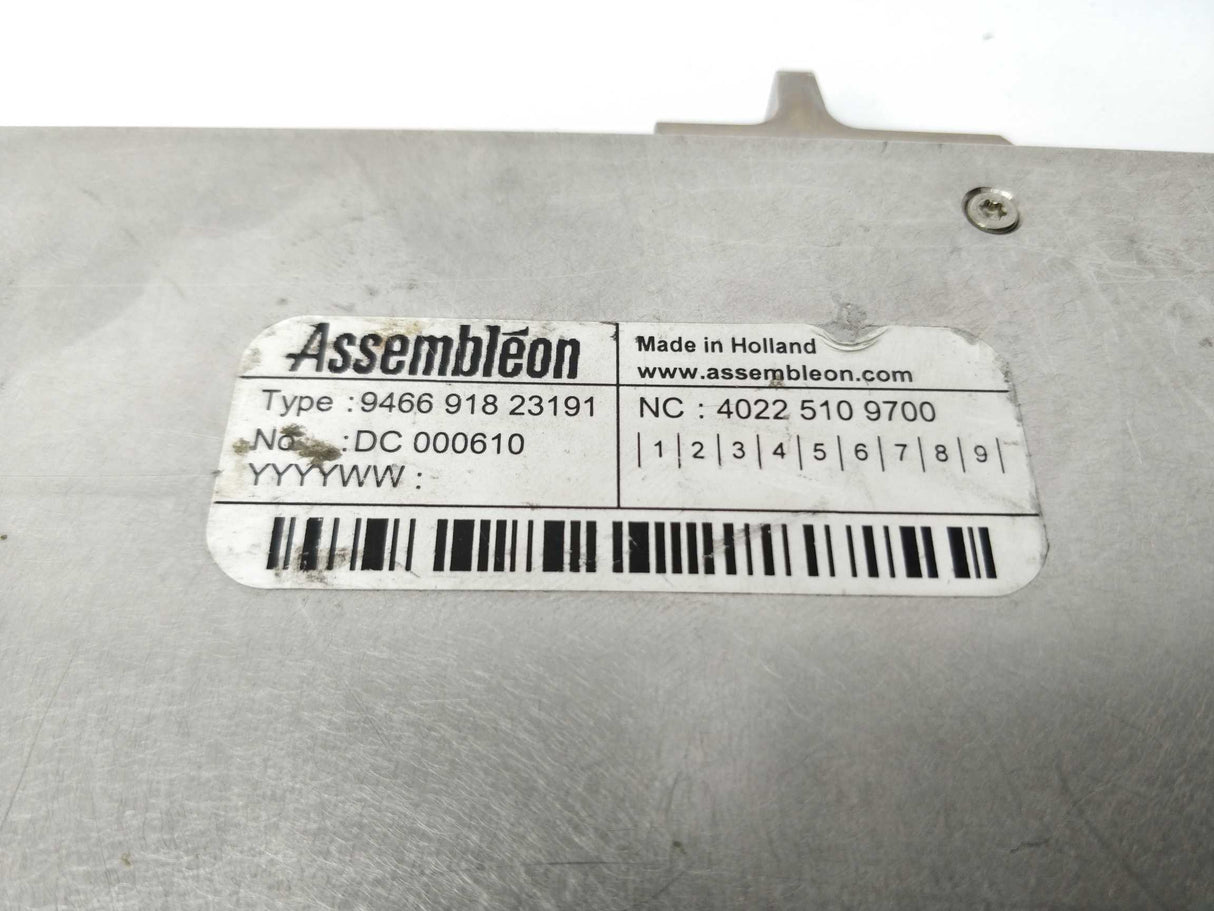 Assembléon
Made in Holland
www.assembleon.com
Type : 9466 918 23191
NC : 4022 510 9700
No :DC 000610
|1|2|3|4|5|6|7|8|9|
YYYYWW :